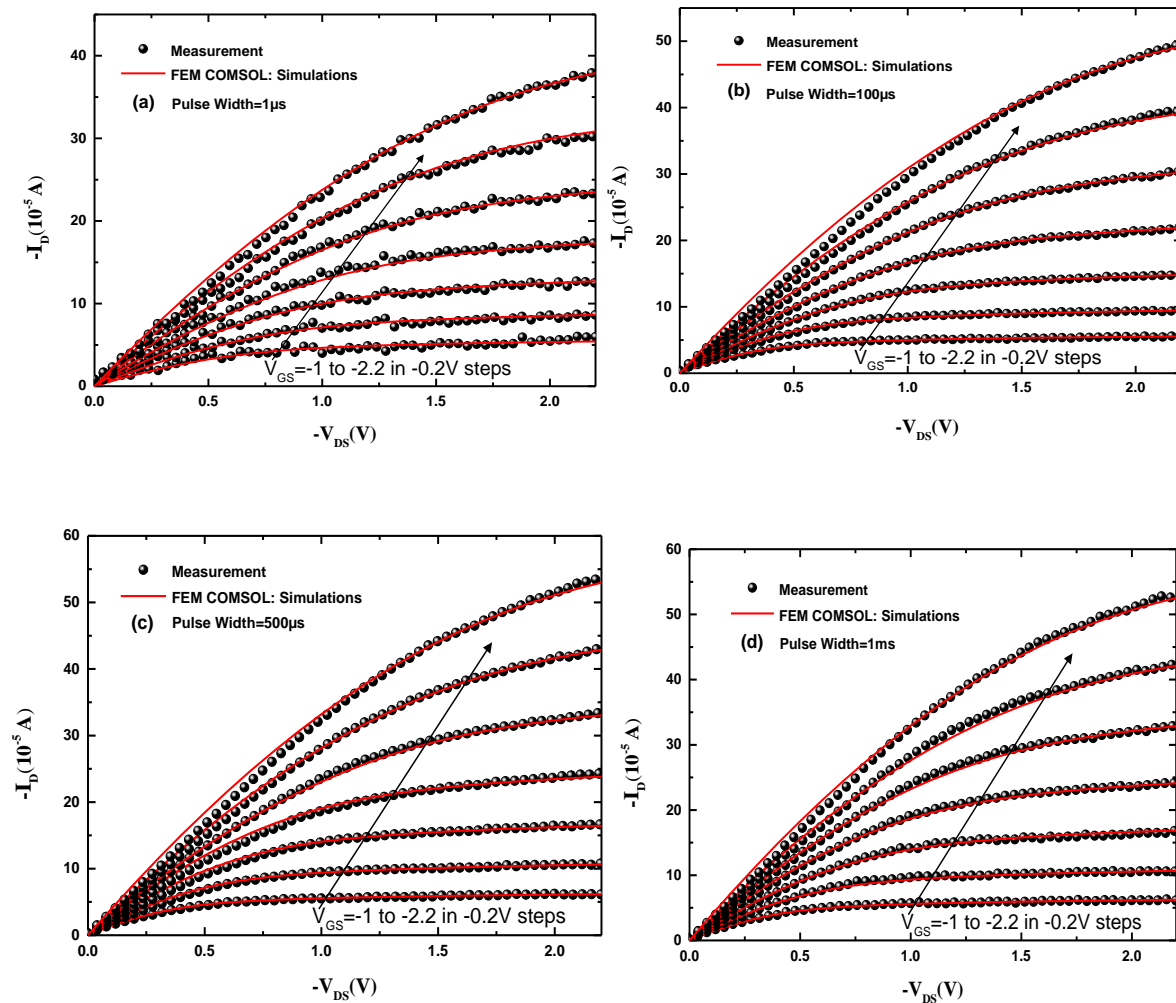 40
30
20
10
0
-I_D(10^-5 A)
Measurement
FEM COMSOL: Simulations
(a) Pulse Width=1µs
V_GS=-1 to -2.2 in -0.2V steps
0.0 0.5 1.0 1.5 2.0
-V_DS(V)
50
40
30
20
10
0
-I_D(10^-5 A)
Measurement
FEM COMSOL: Simulations
(b) Pulse Width=100µs
V_GS=-1 to -2.2 in -0.2V steps
0.0 0.5 1.0 1.5 2.0
-V_DS(V)
60
50
40
30
20
10
0
-I_D(10^-5 A)
Measurement
FEM COMSOL: Simulations
(c) Pulse Width=500µs
V_GS=-1 to -2.2 in -0.2V steps
0.0 0.5 1.0 1.5 2.0
-V_DS(V)
60
50
40
30
20
10
0
-I_D(10^-5 A)
Measurement
FEM COMSOL: Simulations
(d) Pulse Width=1ms
V_GS=-1 to -2.2 in -0.2V steps
0.0 0.5 1.0 1.5 2.0
-V_DS(V)